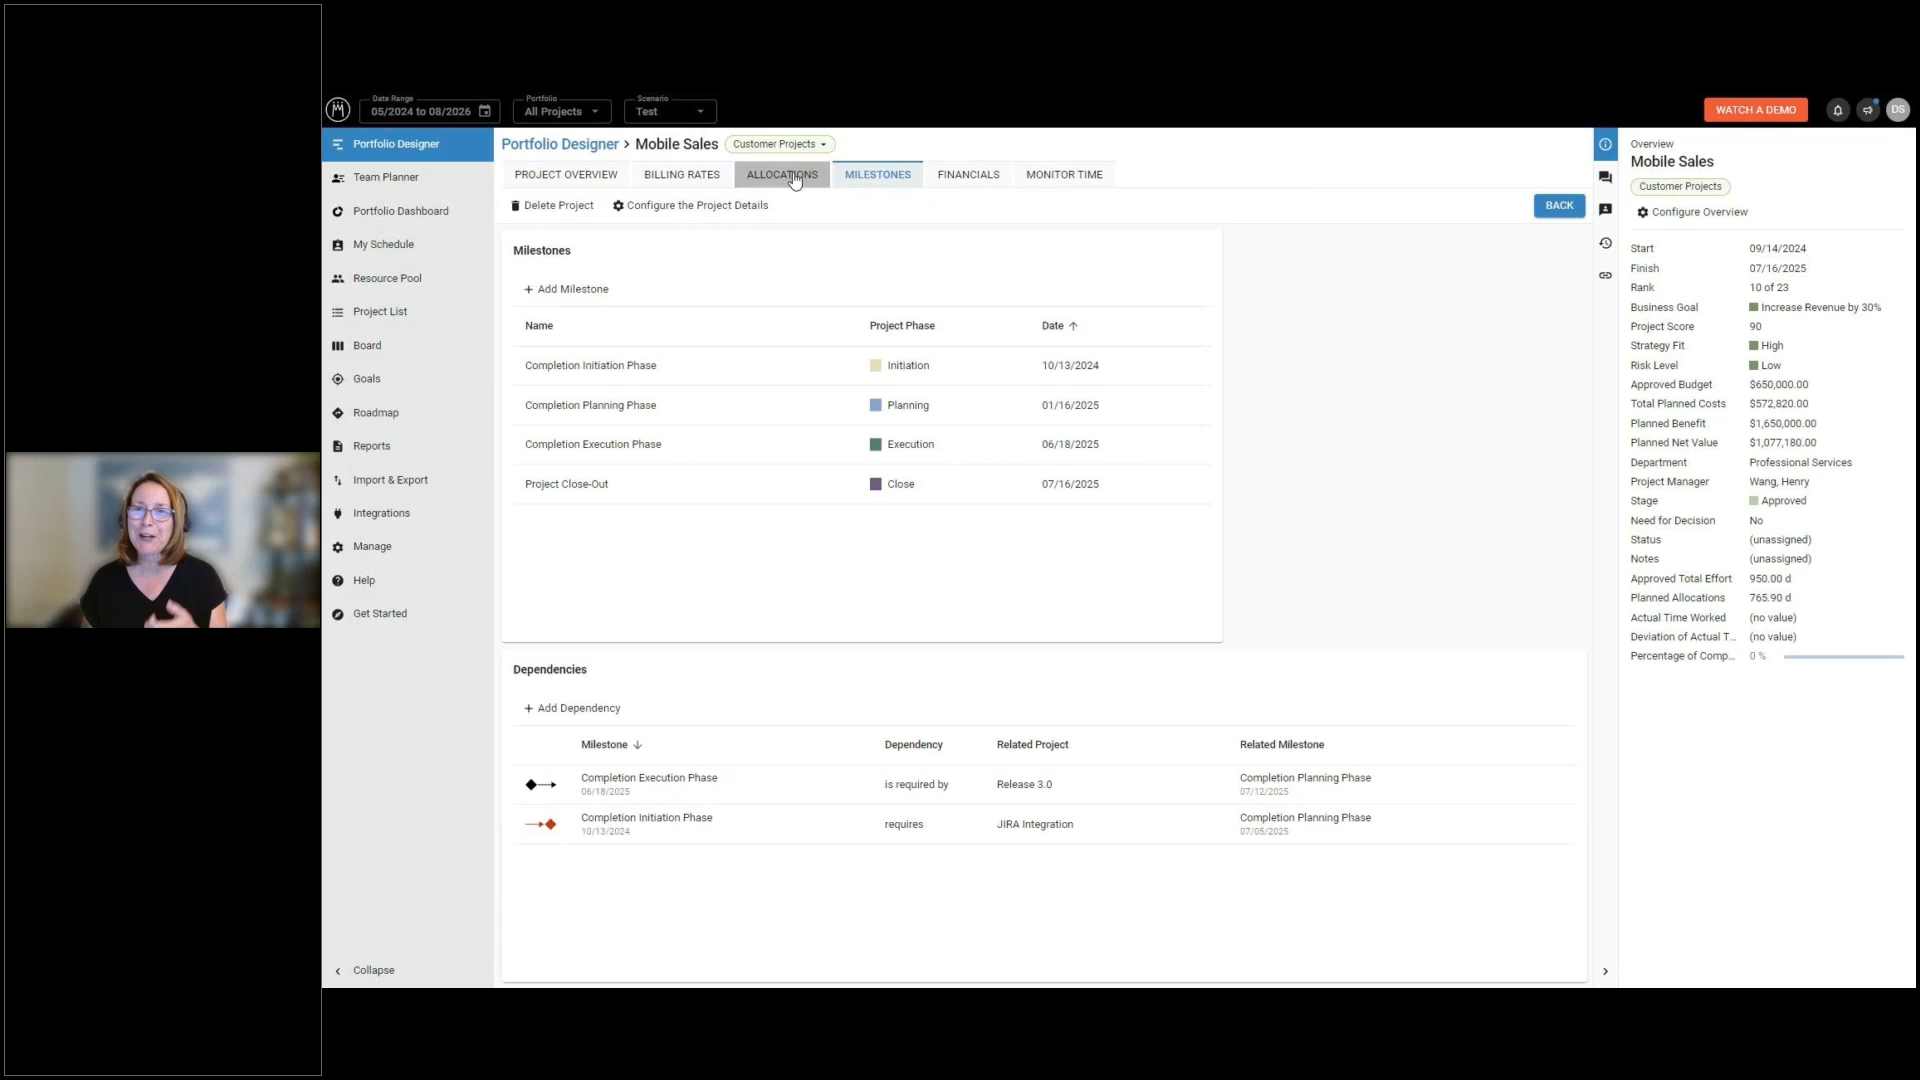 Date Range
05/2024 to 08/2026
Portfolio
All Projects
Scenario
Test
WATCH A DEMO
DS
Portfolio Designer
Team Planner
Portfolio Dashboard
My Schedule
Resource Pool
Project List
Board
Goals
Roadmap
Reports
Import & Export
Integrations
Manage
Help
Get Started
Collapse
Portfolio Designer > Mobile Sales
Customer Projects
PROJECT OVERVIEW
BILLING RATES
ALLOCATIONS
MILESTONES
FINANCIALS
MONITOR TIME
Delete Project
Configure the Project Details
BACK
Milestones
+ Add Milestone
Name Project Phase Date
Completion Initiation Phase Initiation 10/13/2024
Completion Planning Phase Planning 01/16/2025
Completion Execution Phase Execution 06/18/2025
Project Close-Out Close 07/16/2025
Dependencies
+ Add Dependency
Milestone Dependency Related Project Related Milestone
Completion Execution Phase is required by Release 3.0 Completion Planning Phase
06/18/2025 07/12/2025
Completion Initiation Phase requires JIRA Integration Completion Planning Phase
10/13/2024 07/05/2025
Overview
Mobile Sales
Customer Projects
Configure Overview
Start 09/14/2024
Finish 07/16/2025
Rank 10 of 23
Business Goal Increase Revenue by 30%
Project Score 90
Strategy Fit High
Risk Level Low
Approved Budget $650,000.00
Total Planned Costs $572,820.00
Planned Benefit $1,650,000.00
Planned Net Value $1,077,180.00
Department Professional Services
Project Manager Wang, Henry
Stage Approved
Need for Decision No
Status (unassigned)
Notes (unassigned)
Approved Total Effort 950.00 d
Planned Allocations 765.90 d
Actual Time Worked (no value)
Deviation of Actual T... (no value)
Percentage of Comp... 0 %